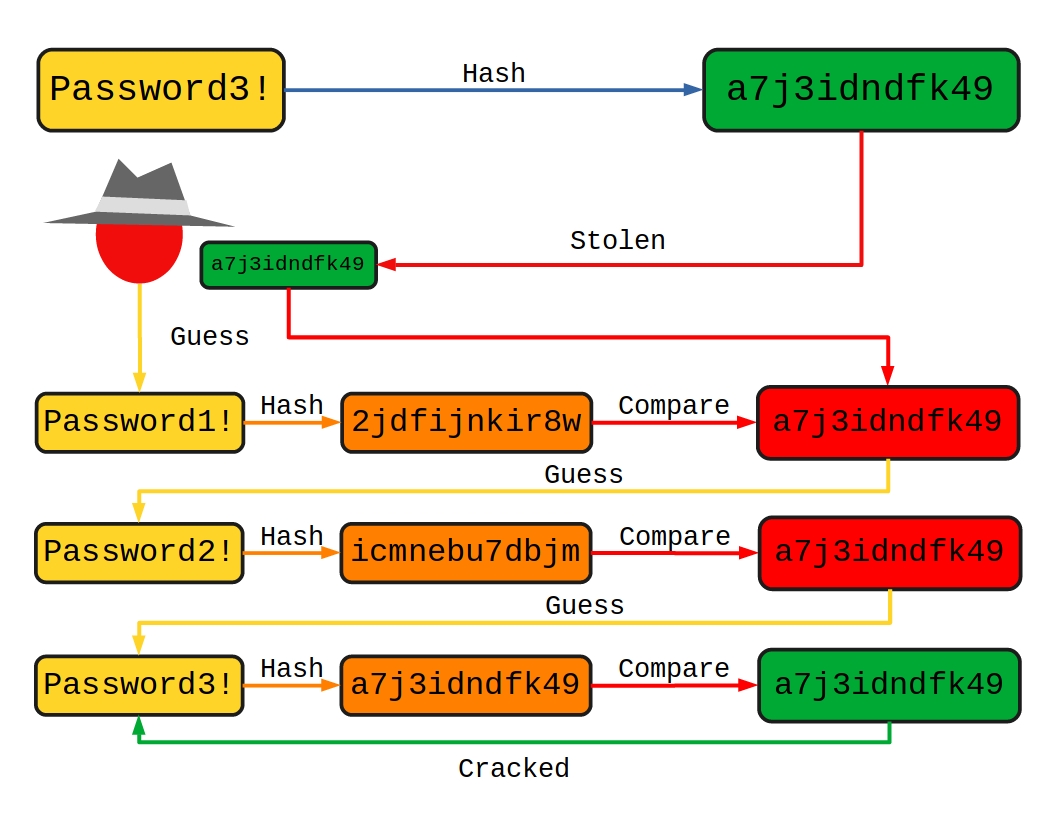 Password3!
Hash
a7j3idndfk49
Stolen
a7j3idndfk49
Guess
Password1!
Hash
2jdfijnkir8w
Compare
a7j3idndfk49
Guess
Password2!
Hash
icmnebu7dbjm
Compare
a7j3idndfk49
Guess
Password3!
Hash
a7j3idndfk49
Compare
a7j3idndfk49
Cracked